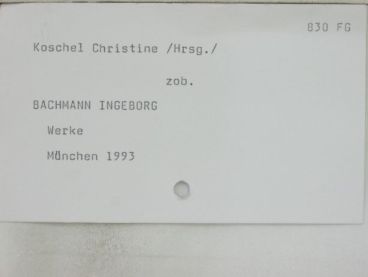 830 FG
Koschel Christine /Hrsg./
zob.
BACHMANN INGEBORG
Werke
München 1993